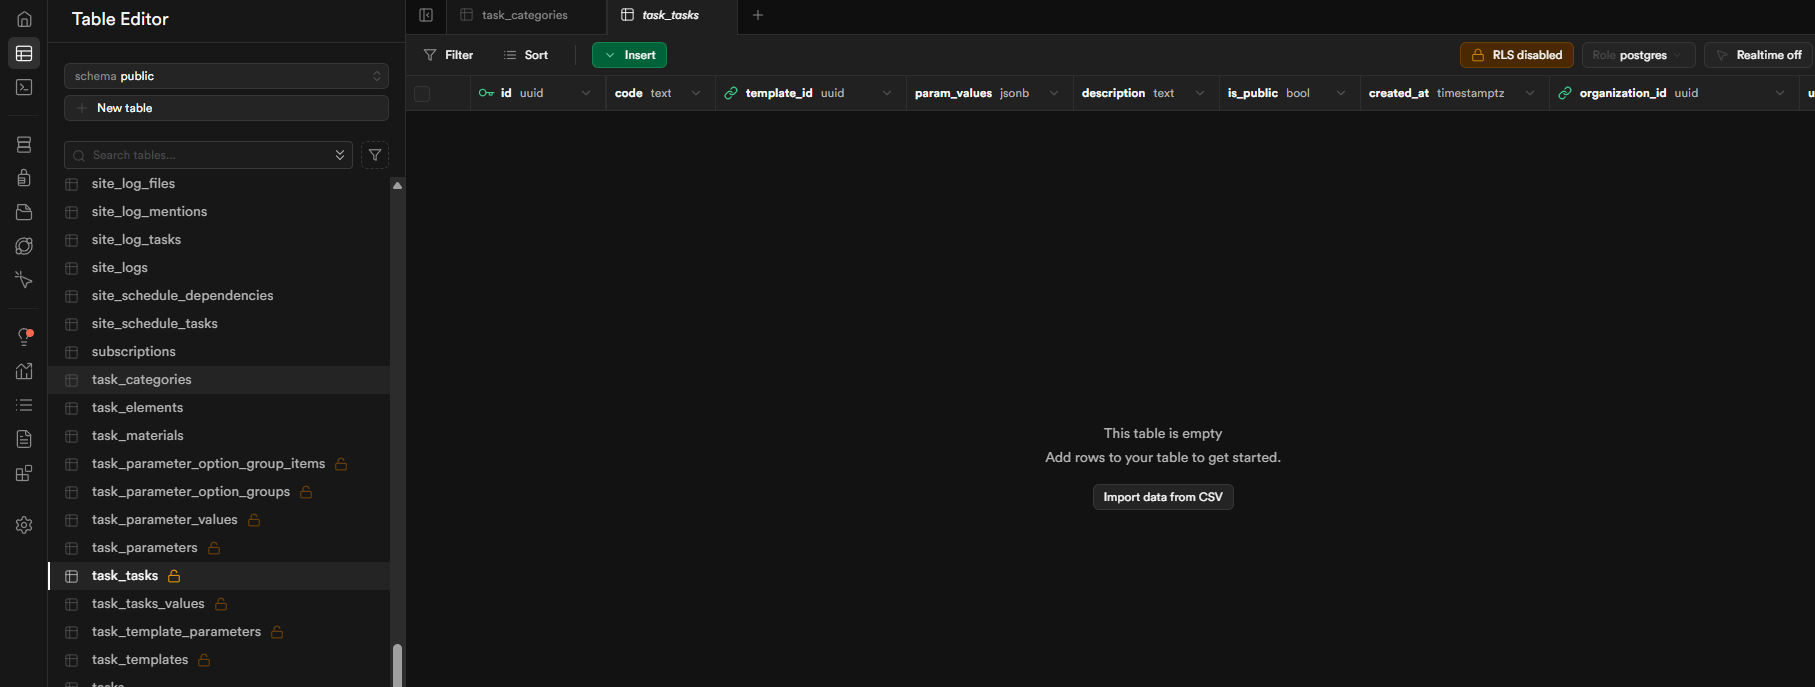 Table Editor
schema public
New table
Search tables...
site_log_files
site_log_mentions
site_log_tasks
site_logs
site_schedule_dependencies
site_schedule_tasks
subscriptions
task_categories
task_elements
task_materials
task_parameter_option_group_items
task_parameter_option_groups
task_parameter_values
task_parameters
task_tasks
task_tasks_values
task_template_parameters
task_templates
tasks
task_categories
task_tasks
Filter
Sort
Insert
RLS disabled
Role postgres
Realtime off
id uuid
code text
template_id uuid
param_values jsonb
description text
is_public bool
created_at timestamptz
organization_id uuid
This table is empty
Add rows to your table to get started.
Import data from CSV